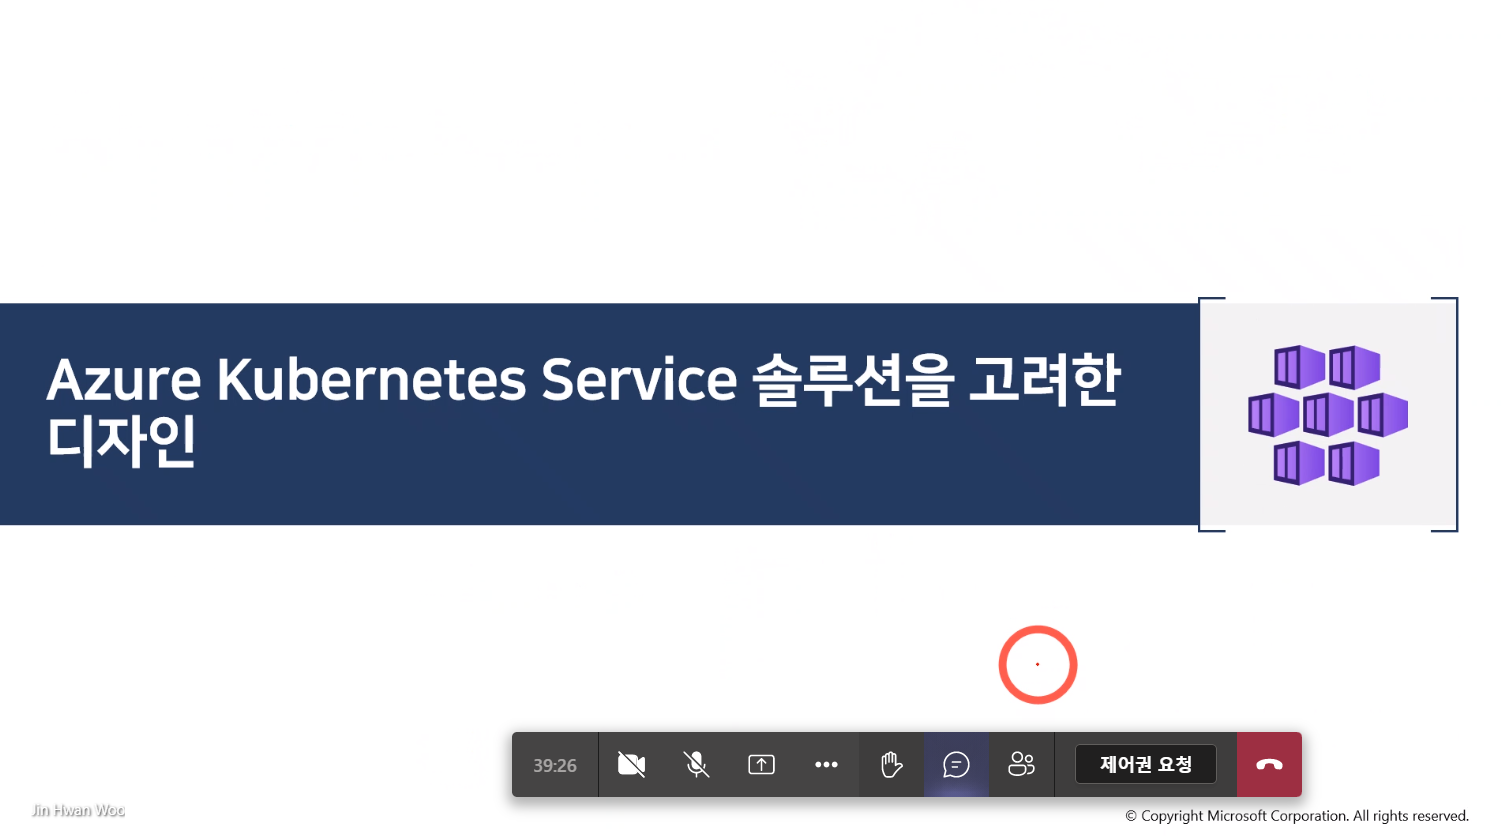 Azure Kubernetes Service 솔루션을 고려한
디자인
39:26
제어권 요청
Jin Hwan Woo
© Copyright Microsoft Corporation. All rights reserved.